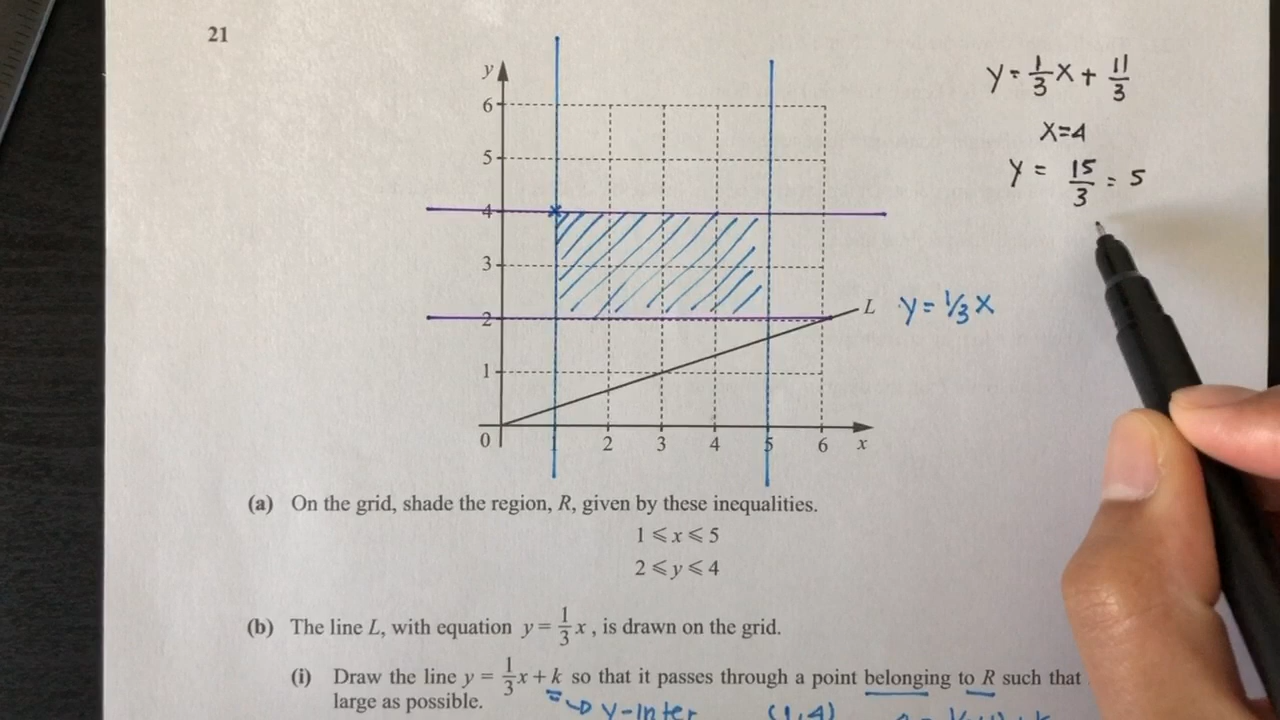 21
y
6
5
4
3
2
1
0
2 3 4 5 6 x
L
y = 1/3 x
y = 1/3 x + 11/3
x=4
y = 15/3 = 5
(a) On the grid, shade the region, R, given by these inequalities.
1 ⩽ x ⩽ 5
2 ⩽ y ⩽ 4
(b) The line L, with equation y = 1/3 x , is drawn on the grid.
(i) Draw the line y = 1/3 x + k so that it passes through a point belonging to R such that
large as possible.
y-inter (1,4)